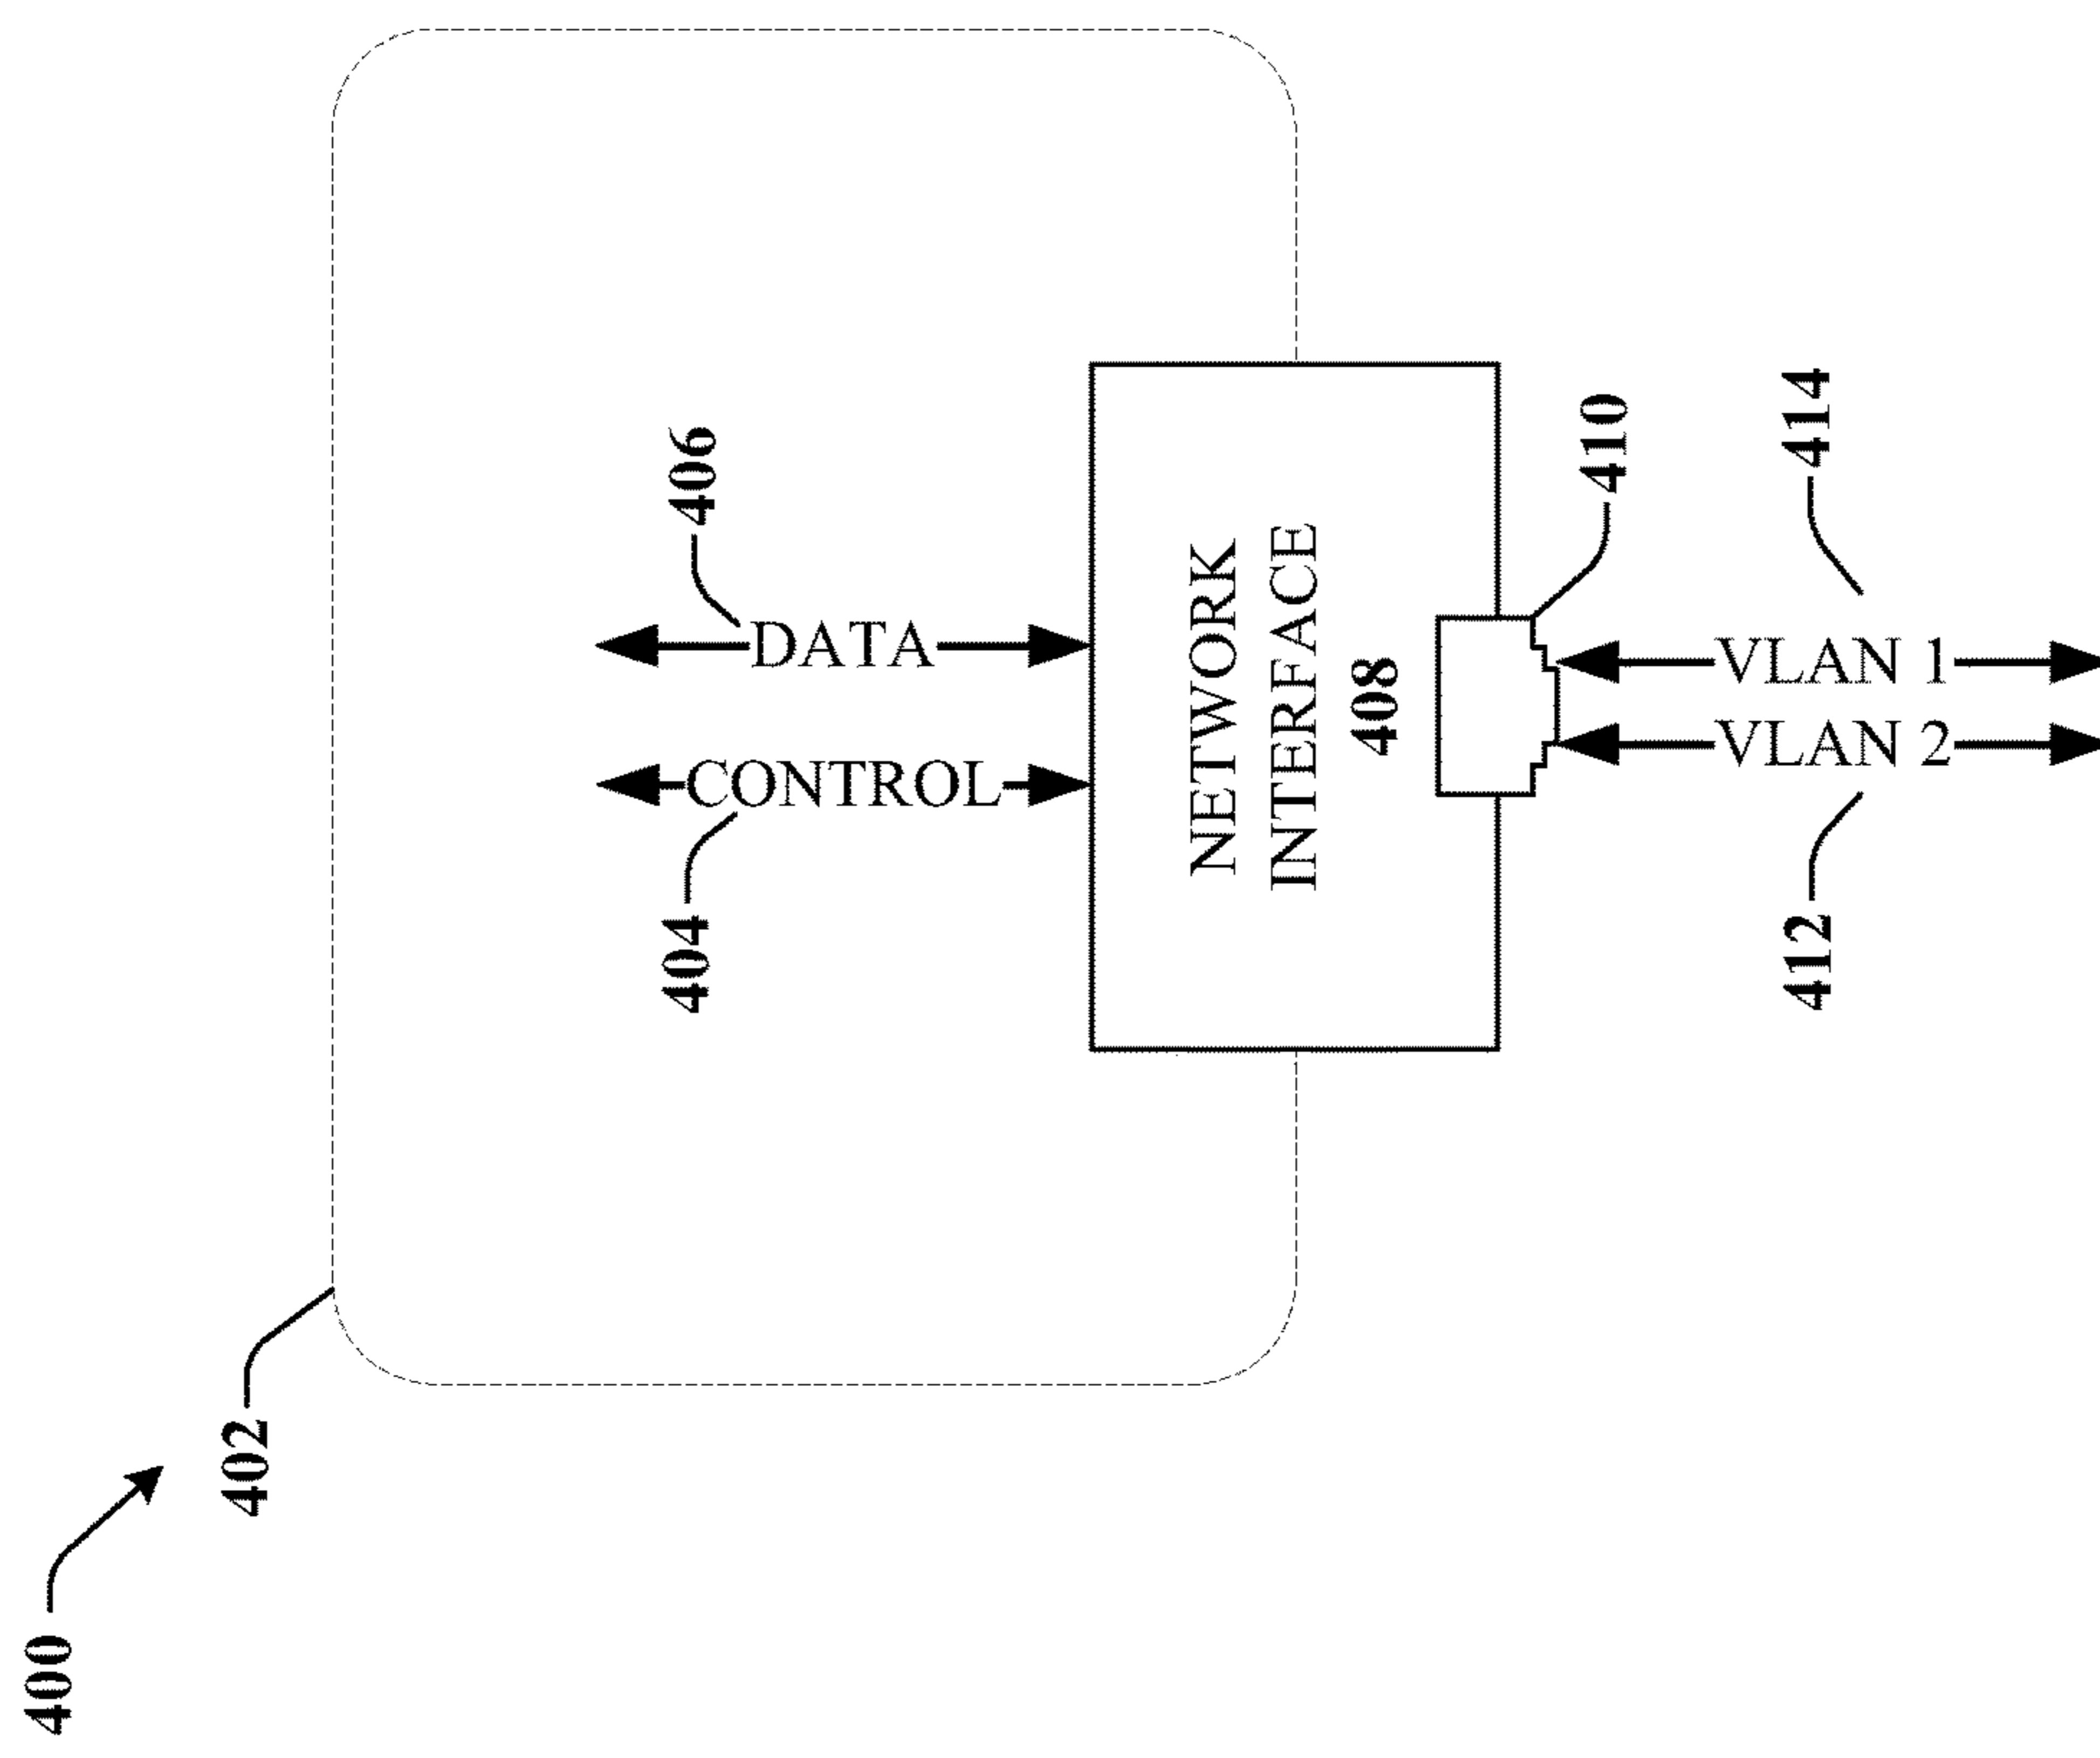 400
402
404
406
CONTROL
DATA
NETWORK
INTERFACE
408
410
412
414
VLAN 2
VLAN 1